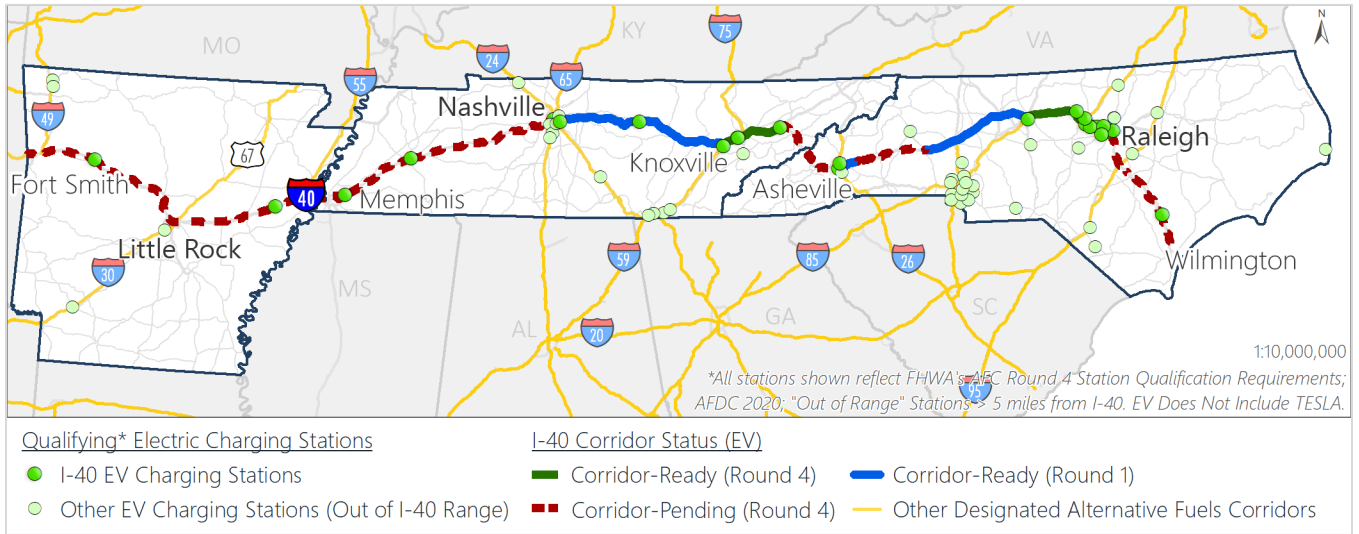 MO
KY
VA
N
75
24
65
55
49
67
Nashville
Raleigh
Knoxville
Fort Smith
40
Memphis
Asheville
Little Rock
Wilmington
30
59
85
26
MS
AL
GA
SC
20
95
1:10,000,000
*All stations shown reflect FHWA's AFC Round 4 Station Qualification Requirements;
AFDC 2020; "Out of Range" Stations > 5 miles from I-40. EV Does Not Include TESLA.
Qualifying* Electric Charging Stations
I-40 EV Charging Stations
Other EV Charging Stations (Out of I-40 Range)
I-40 Corridor Status (EV)
Corridor-Ready (Round 4)
Corridor-Ready (Round 1)
Corridor-Pending (Round 4)
Other Designated Alternative Fuels Corridors